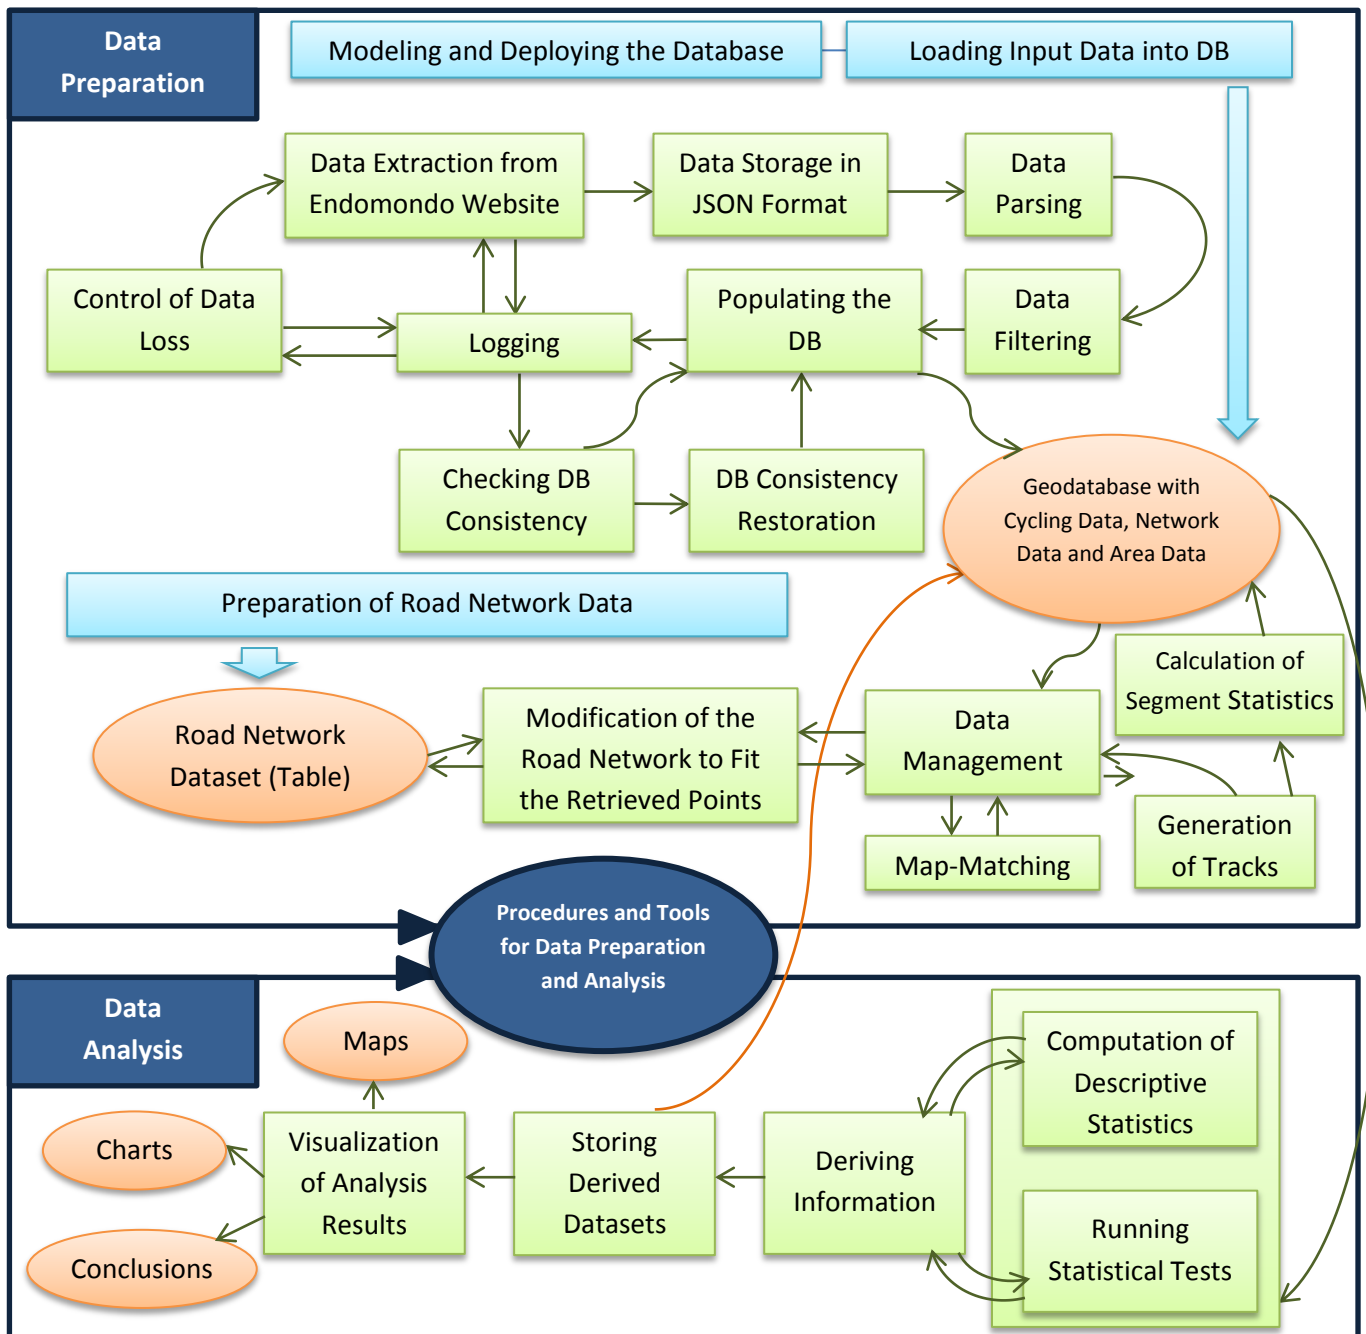 Data
Preparation
Modeling and Deploying the Database
Loading Input Data into DB
Data Extraction from
Endomondo Website
Data Storage in
JSON Format
Data
Parsing
Control of Data
Loss
Logging
Populating the
DB
Data
Filtering
Checking DB
Consistency
DB Consistency
Restoration
Geodatabase with
Cycling Data, Network
Data and Area Data
Preparation of Road Network Data
Road Network
Dataset (Table)
Modification of the
Road Network to Fit
the Retrieved Points
Data
Management
Calculation of
Segment Statistics
Map-Matching
Generation
of Tracks
Procedures and Tools
for Data Preparation
and Analysis
Data
Analysis
Maps
Charts
Conclusions
Visualization
of Analysis
Results
Storing
Derived
Datasets
Deriving
Information
Computation of
Descriptive
Statistics
Running
Statistical Tests